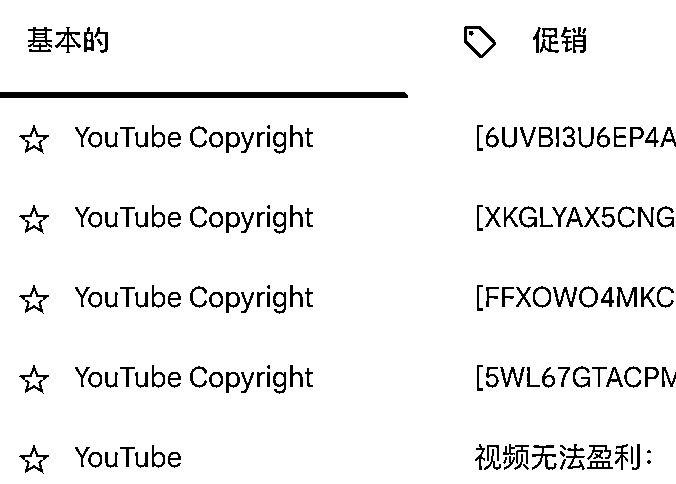 基本的 促销
YouTube Copyright [6UVBI3U6EP4A
YouTube Copyright [XKGLYAX5CNG
YouTube Copyright [FFXOWO4MKC
YouTube Copyright [5WL67GTACPM
YouTube 视频无法盈利：